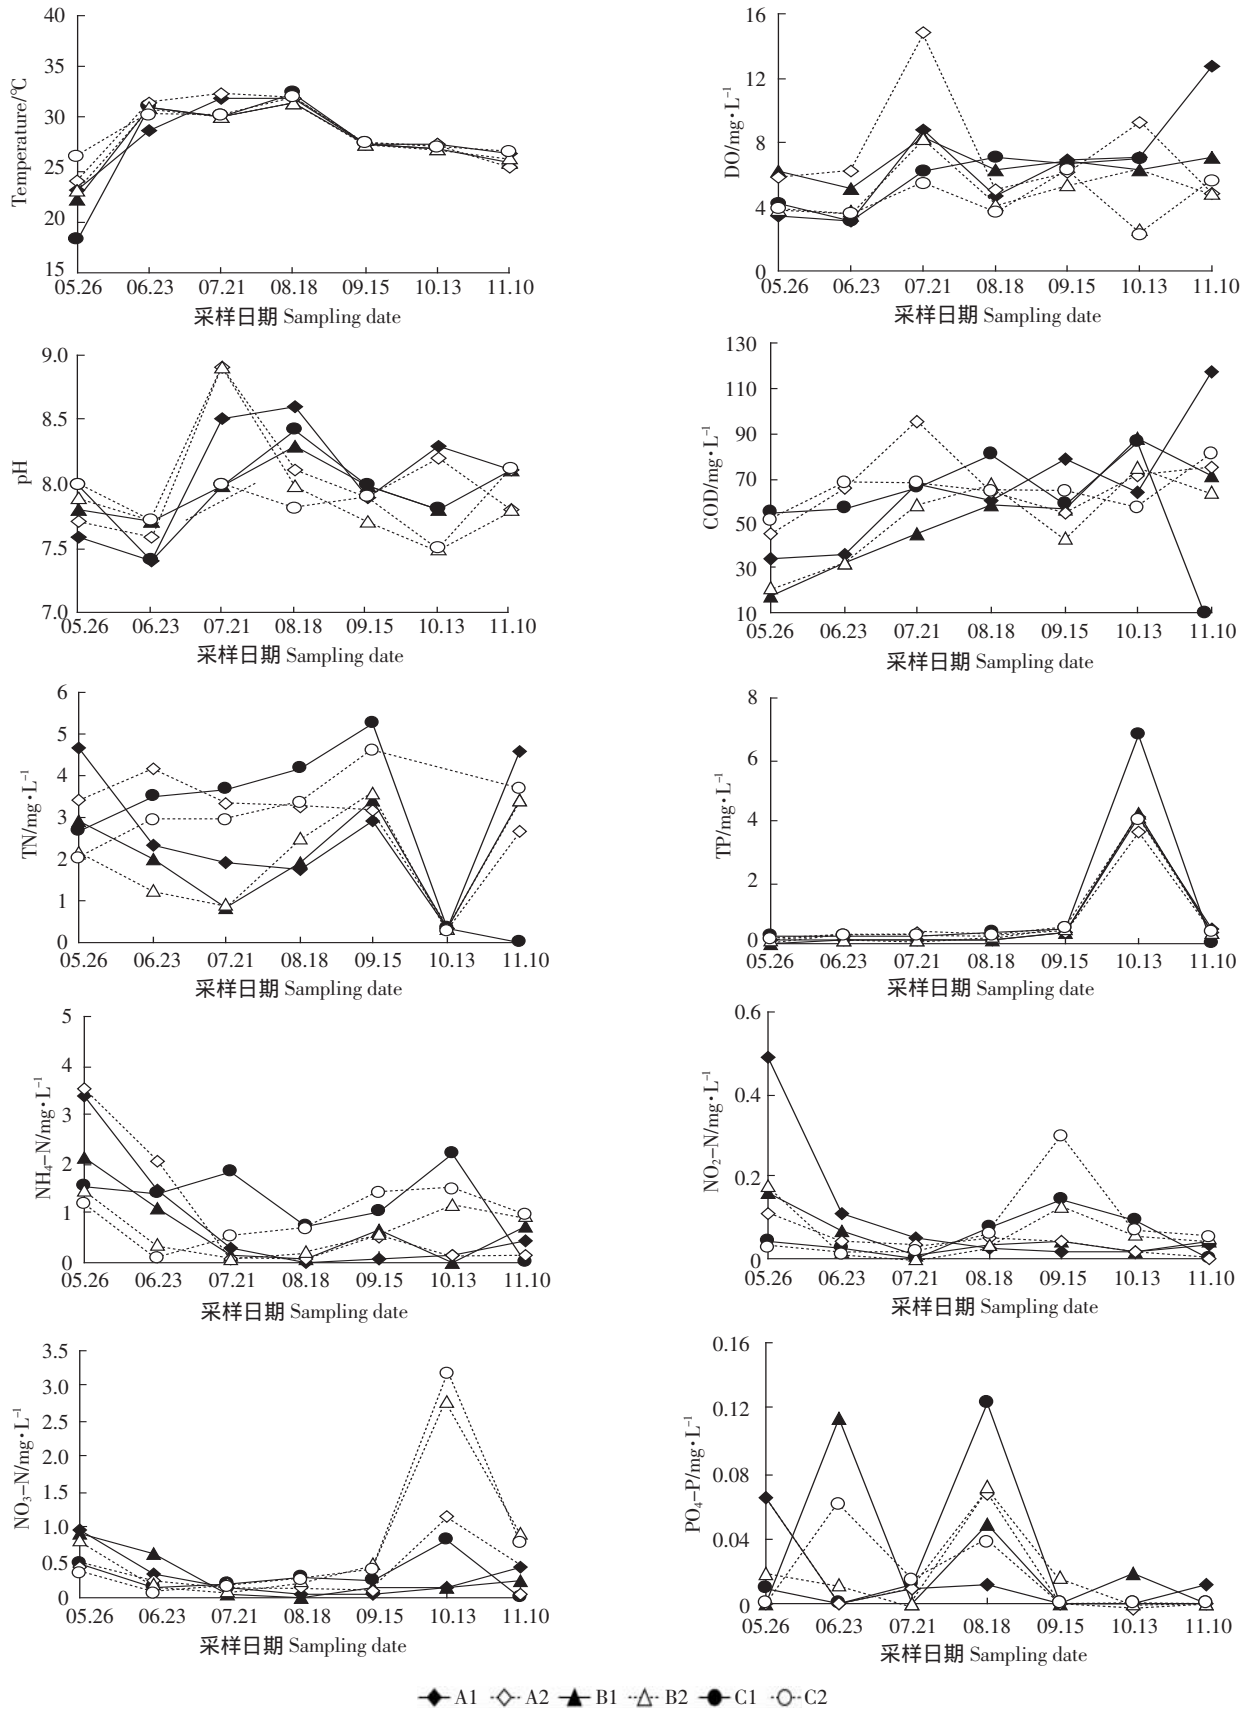 40
35
30
25
20
15
Temperature/℃
05.26 06.23 07.21 08.18 09.15 10.13 11.10
采样日期 Sampling date
16
12
8
4
0
DO/mg·L⁻¹
05.26 06.23 07.21 08.18 09.15 10.13 11.10
采样日期 Sampling date
9.0
8.5
8.0
7.5
7.0
pH
05.26 06.23 07.21 08.18 09.15 10.13 11.10
采样日期 Sampling date
130
110
90
70
50
30
10
COD/mg·L⁻¹
05.26 06.23 07.21 08.18 09.15 10.13 11.10
采样日期 Sampling date
6
5
4
3
2
1
0
TN/mg·L⁻¹
05.26 06.23 07.21 08.18 09.15 10.13 11.10
采样日期 Sampling date
8
6
4
2
0
TP/mg·L⁻¹
05.26 06.23 07.21 08.18 09.15 10.13 11.10
采样日期 Sampling date
5
4
3
2
1
0
NH₄–N/mg·L⁻¹
05.26 06.23 07.21 08.18 09.15 10.13 11.10
采样日期 Sampling date
0.6
0.4
0.2
0
NO₂–N/mg·L⁻¹
05.26 06.23 07.21 08.18 09.15 10.13 11.10
采样日期 Sampling date
3.5
3.0
2.5
2.0
1.5
1.0
0.5
0
NO₃–N/mg·L⁻¹
05.26 06.23 07.21 08.18 09.15 10.13 11.10
采样日期 Sampling date
0.16
0.12
0.08
0.04
0
PO₄–P/mg·L⁻¹
05.26 06.23 07.21 08.18 09.15 10.13 11.10
采样日期 Sampling date
A1 A2 B1 B2 C1 C2